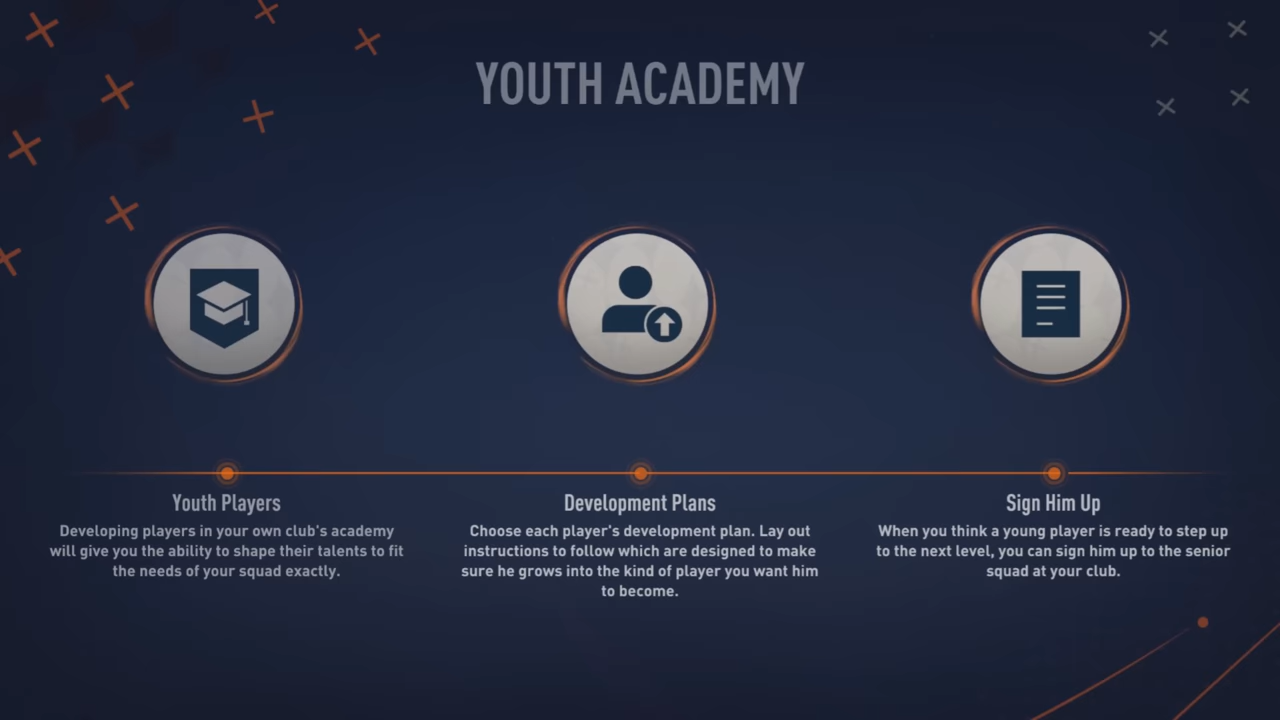 YOUTH ACADEMY
Youth Players
Developing players in your own club's academy
will give you the ability to shape their talents to fit
the needs of your squad exactly.
Development Plans
Choose each player's development plan. Lay out
instructions to follow which are designed to make
sure he grows into the kind of player you want him
to become.
Sign Him Up
When you think a young player is ready to step up
to the next level, you can sign him up to the senior
squad at your club.